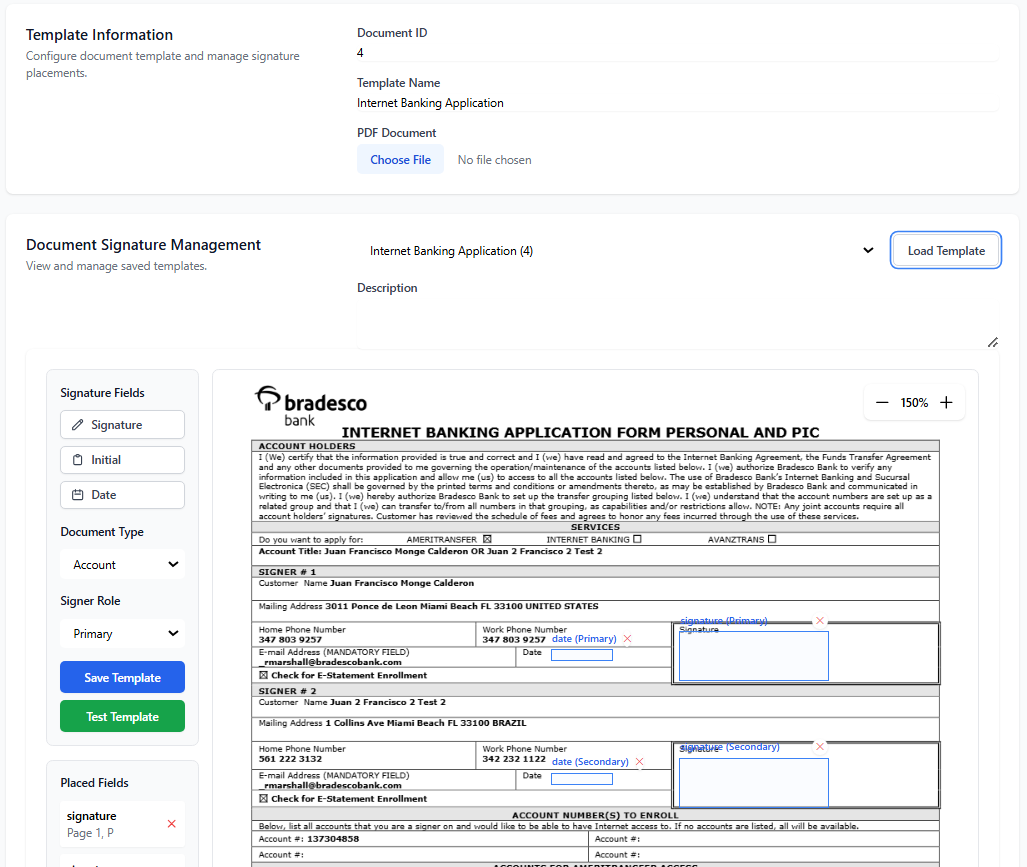 Template Information
Configure document template and manage signature
placements.
Document ID
4
Template Name
Internet Banking Application
PDF Document
Choose File No file chosen
Document Signature Management
View and manage saved templates.
Internet Banking Application (4)
Load Template
Description
Signature Fields
Signature
Initial
Date
Document Type
Account
Signer Role
Primary
Save Template
Test Template
Placed Fields
signature
Page 1, P
150%
bradesco
bank
INTERNET BANKING APPLICATION FORM PERSONAL AND PIC
ACCOUNT HOLDERS
I (We) certify that the information provided is true and correct and I (we) have read and agreed to the Internet Banking Agreement, the Funds Transfer Agreement
and any other documents provided to me governing the operation/maintenance of the accounts listed below. I (we) authorize Bradesco Bank to verify any
information included in this application and allow me (us) to access to all the accounts listed below. The use of Bradesco Bank's Internet Banking and Sucursal
Electronica (SEC) shall be governed by the printed terms and conditions or amendments thereto, as may be established by Bradesco Bank and communicated in
writing to me (us). I (we) hereby authorize Bradesco Bank to set up the transfer grouping listed below. I (we) understand that the account numbers are set up as a
related group and that I (we) can transfer to/from all numbers in that grouping, as capabilities and/or restrictions allow. NOTE: Any joint accounts require all
account holders' signatures. Customer has reviewed the schedule of fees and agrees to honor any fees incurred through the use of these services.
SERVICES
Do you want to apply for: AMERITRANSFER ☒ INTERNET BANKING ☐ AVANZTRANS ☐
Account Title: Juan Francisco Monge Calderon OR Juan 2 Francisco 2 Test 2
SIGNER # 1
Customer Name Juan Francisco Monge Calderon
Mailing Address 3011 Ponce de Leon Miami Beach FL 33100 UNITED STATES
Home Phone Number
347 803 9257
Work Phone Number
347 803 9257 date (Primary)
signature (Primary)
Signature
E-mail Address (MANDATORY FIELD)
_rmarshall@bradescobank.com
Date
☒ Check for E-Statement Enrollment
SIGNER # 2
Customer Name Juan 2 Francisco 2 Test 2
Mailing Address 1 Collins Ave Miami Beach FL 33100 BRAZIL
Home Phone Number
561 222 3132
Work Phone Number
342 232 1122 date (Secondary)
signature (Secondary)
Signature
E-mail Address (MANDATORY FIELD)
_rmarshall@bradescobank.com
Date
☒ Check for E-Statement Enrollment
ACCOUNT NUMBER(S) TO ENROLL
Below, list all accounts that you are a signer on and would like to be able to have Internet access to. If no accounts are listed, all will be available.
Account #: 137304858 Account #:
Account #: Account #:
ACCOUNTS FOR AMERITRANSFER ACCESS